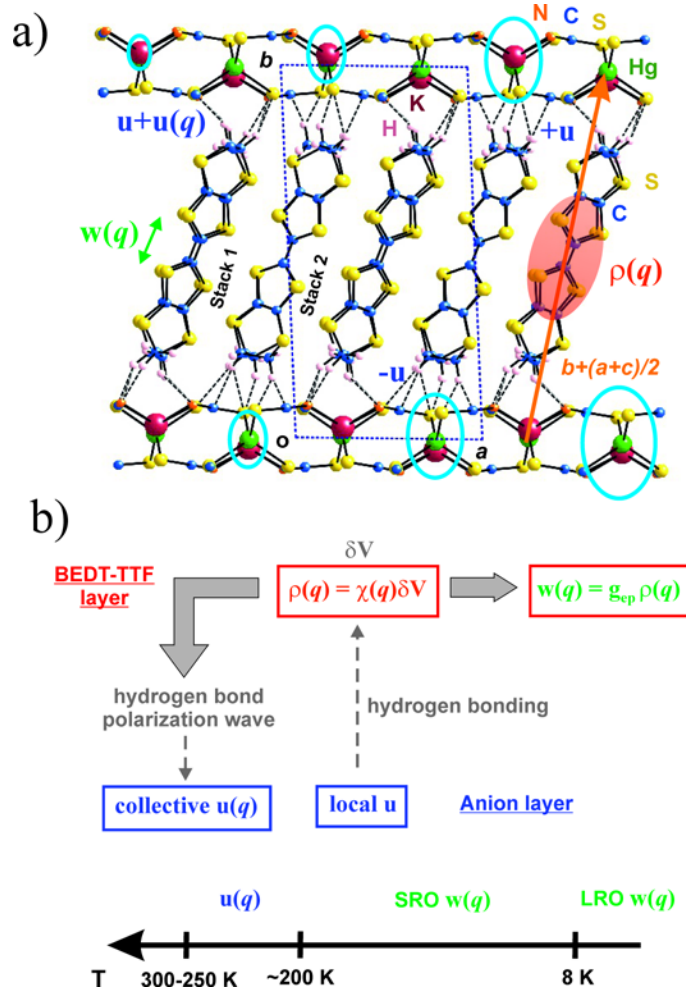 a)
N C S
b
Hg
K
u+u(q)
H
+u
S
w(q)
C
Stack 1
Stack 2
ρ(q)
-u
b+(a+c)/2
o
a
b)
δV
BEDT-TTF
layer
ρ(q) = χ(q)δV
w(q) = gep ρ(q)
hydrogen bond
polarization wave
hydrogen bonding
collective u(q)
local u
Anion layer
u(q)
SRO w(q)
LRO w(q)
T
300-250 K
~200 K
8 K